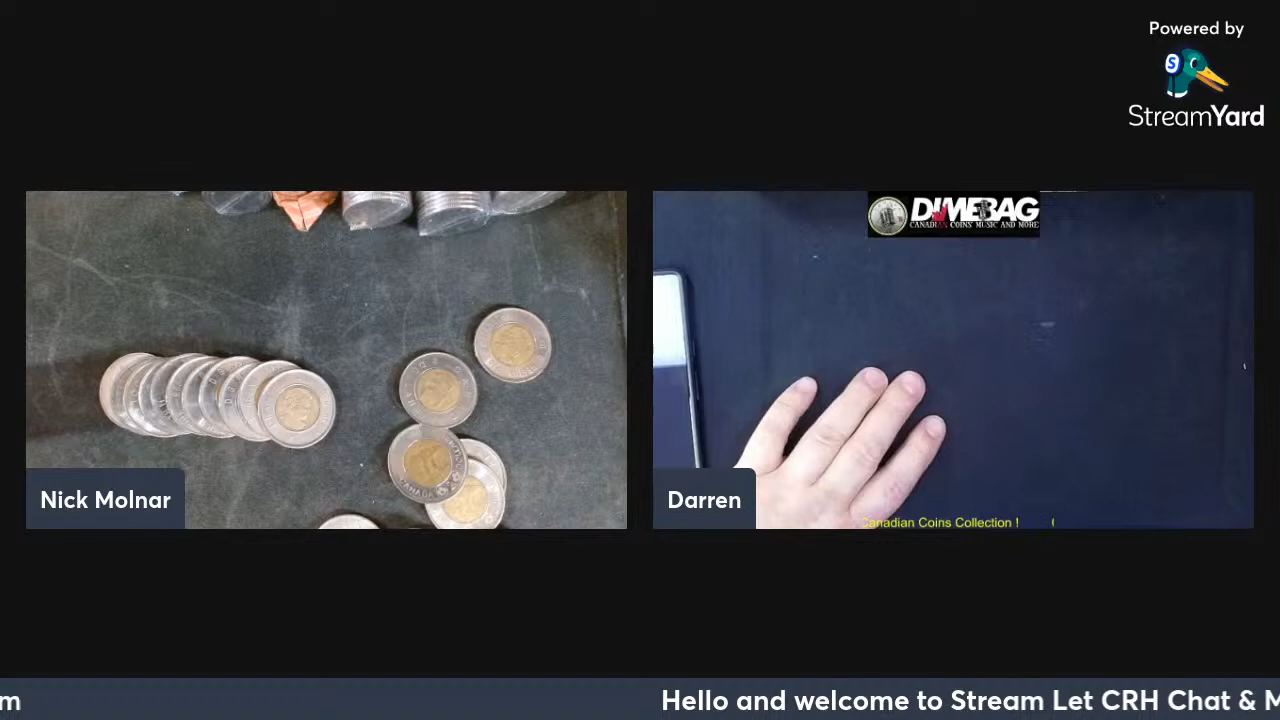 Powered by
StreamYard
DIMEBAG
CANADIAN COINS MUSIC AND MORE
CANADA
Nick Molnar
Darren
Canadian Coins Collection !
m
Hello and welcome to Stream Let CRH Chat & M